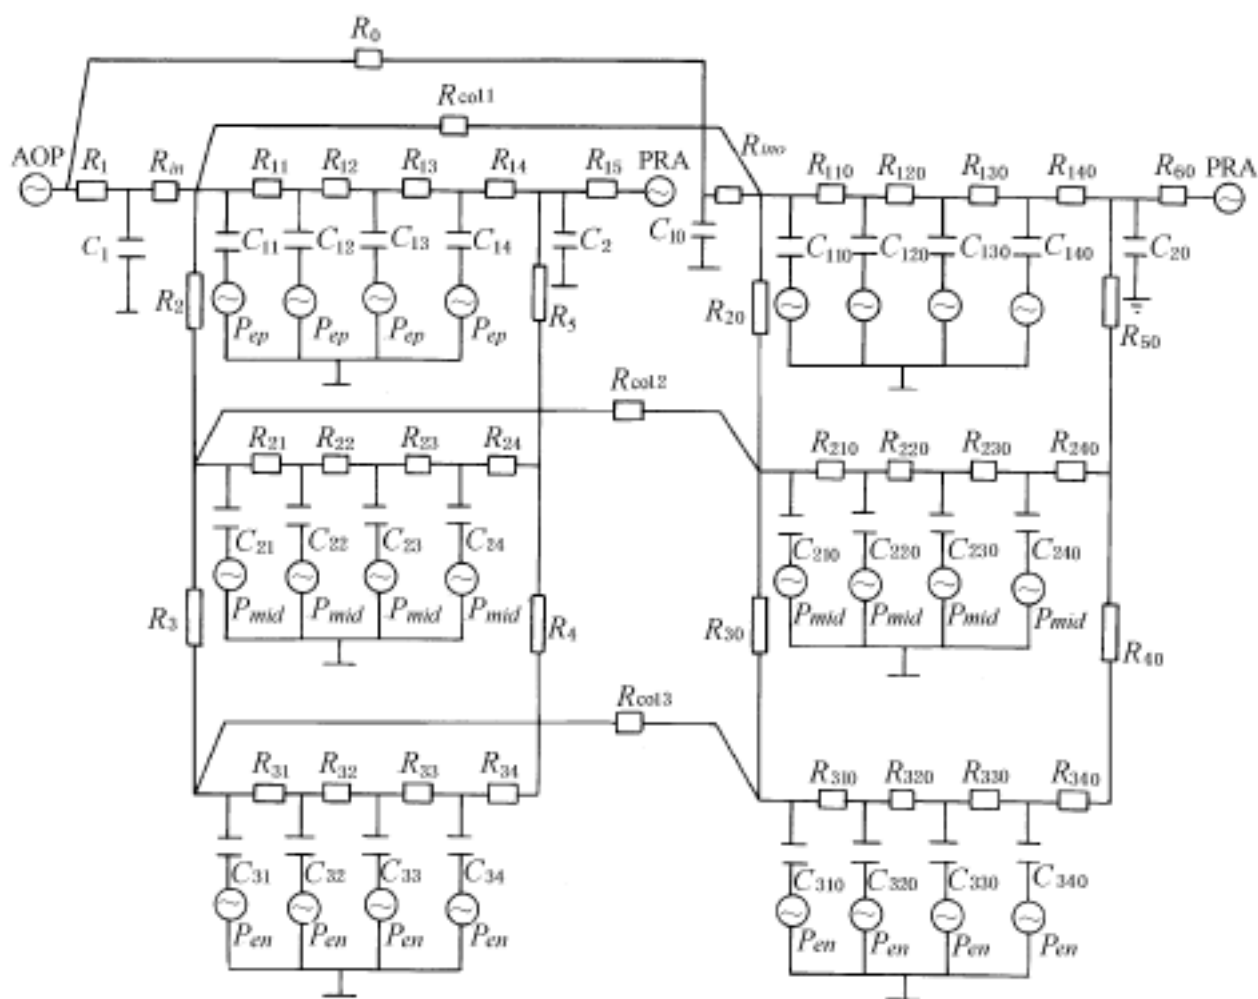 R0
Rcol1
AOP R1 Rin R11 R12 R13 R14 R15 PRA Rino R110 R120 R130 R140 R60 PRA
C1 C11 C12 C13 C14 C2 C10 C110 C120 C130 C140 C20
R2 Pep Pep Pep Pep R5 R20 R50
Rcol2
R21 R22 R23 R24 R210 R220 R230 R240
C21 C22 C23 C24 C210 C220 C230 C240
R3 Pmid Pmid Pmid Pmid R4 R30 Pmid Pmid Pmid Pmid R40
Rcol3
R31 R32 R33 R34 R310 R320 R330 R340
C31 C32 C33 C34 C310 C320 C330 C340
Pen Pen Pen Pen Pen Pen Pen Pen